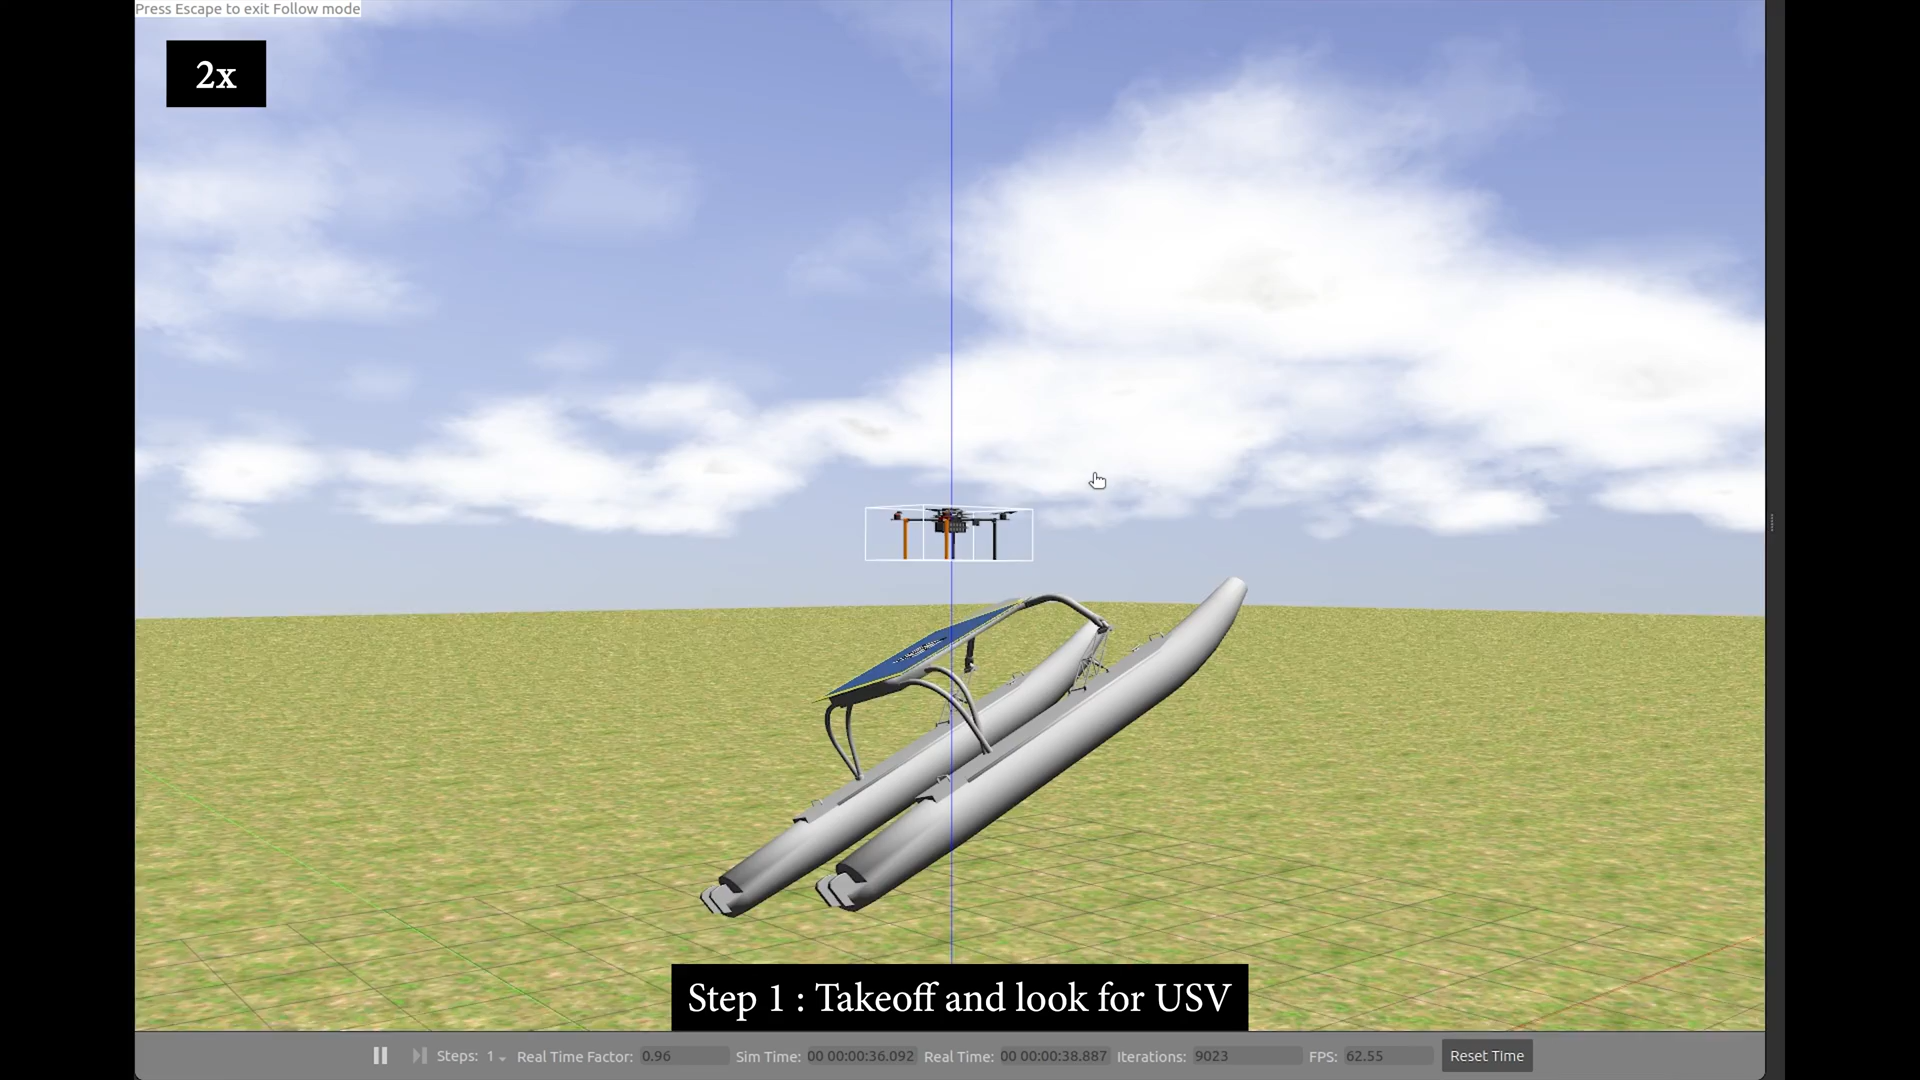 Press Escape to exit Follow mode
2x
Step 1 : Takeoff and look for USV
Steps: 1 Real Time Factor: 0.96 Sim Time: 00 00:00:36.092 Real Time: 00 00:00:38.887 Iterations: 9023 FPS: 62.55 Reset Time